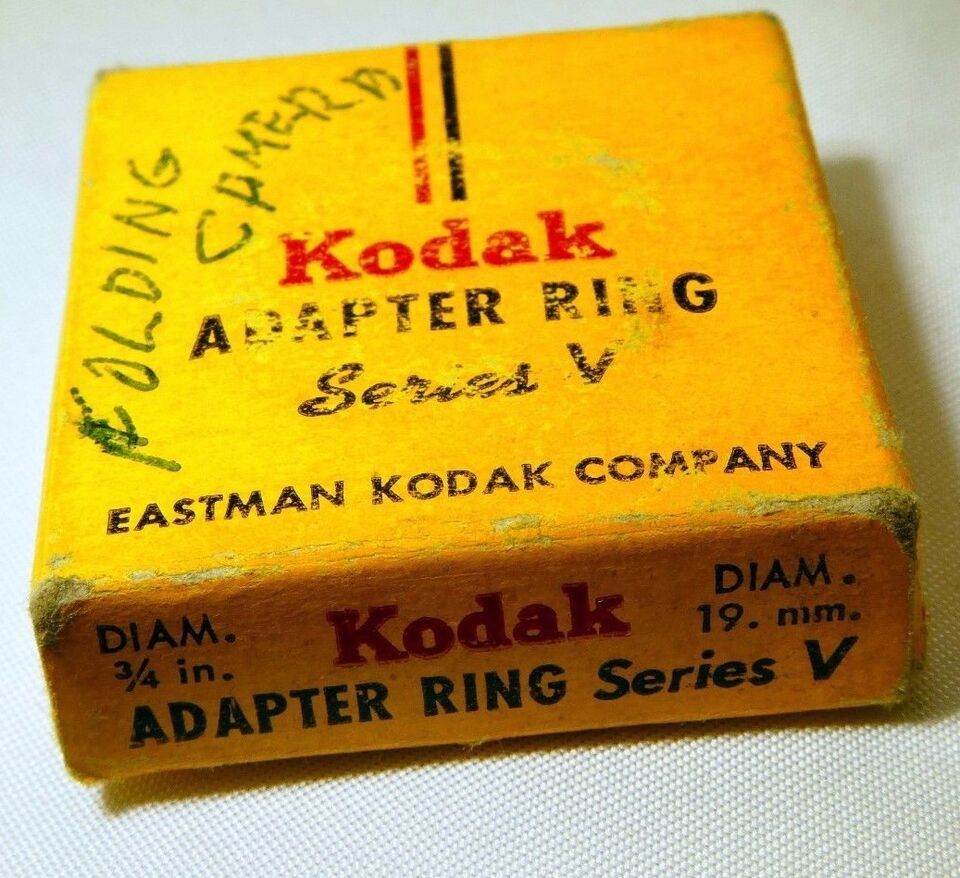 FOLDING
CAMERA
Kodak
ADAPTER RING
Series V
EASTMAN KODAK COMPANY
DIAM.
3/4 in.
Kodak
DIAM.
19. mm.
ADAPTER RING Series V